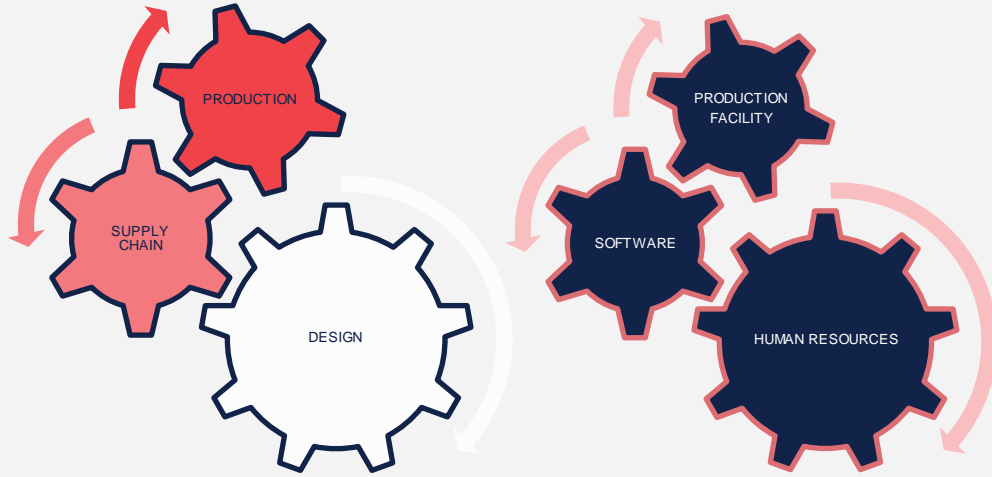 PRODUCTION
SUPPLY
CHAIN
DESIGN
PRODUCTION
FACILITY
SOFTWARE
HUMAN RESOURCES